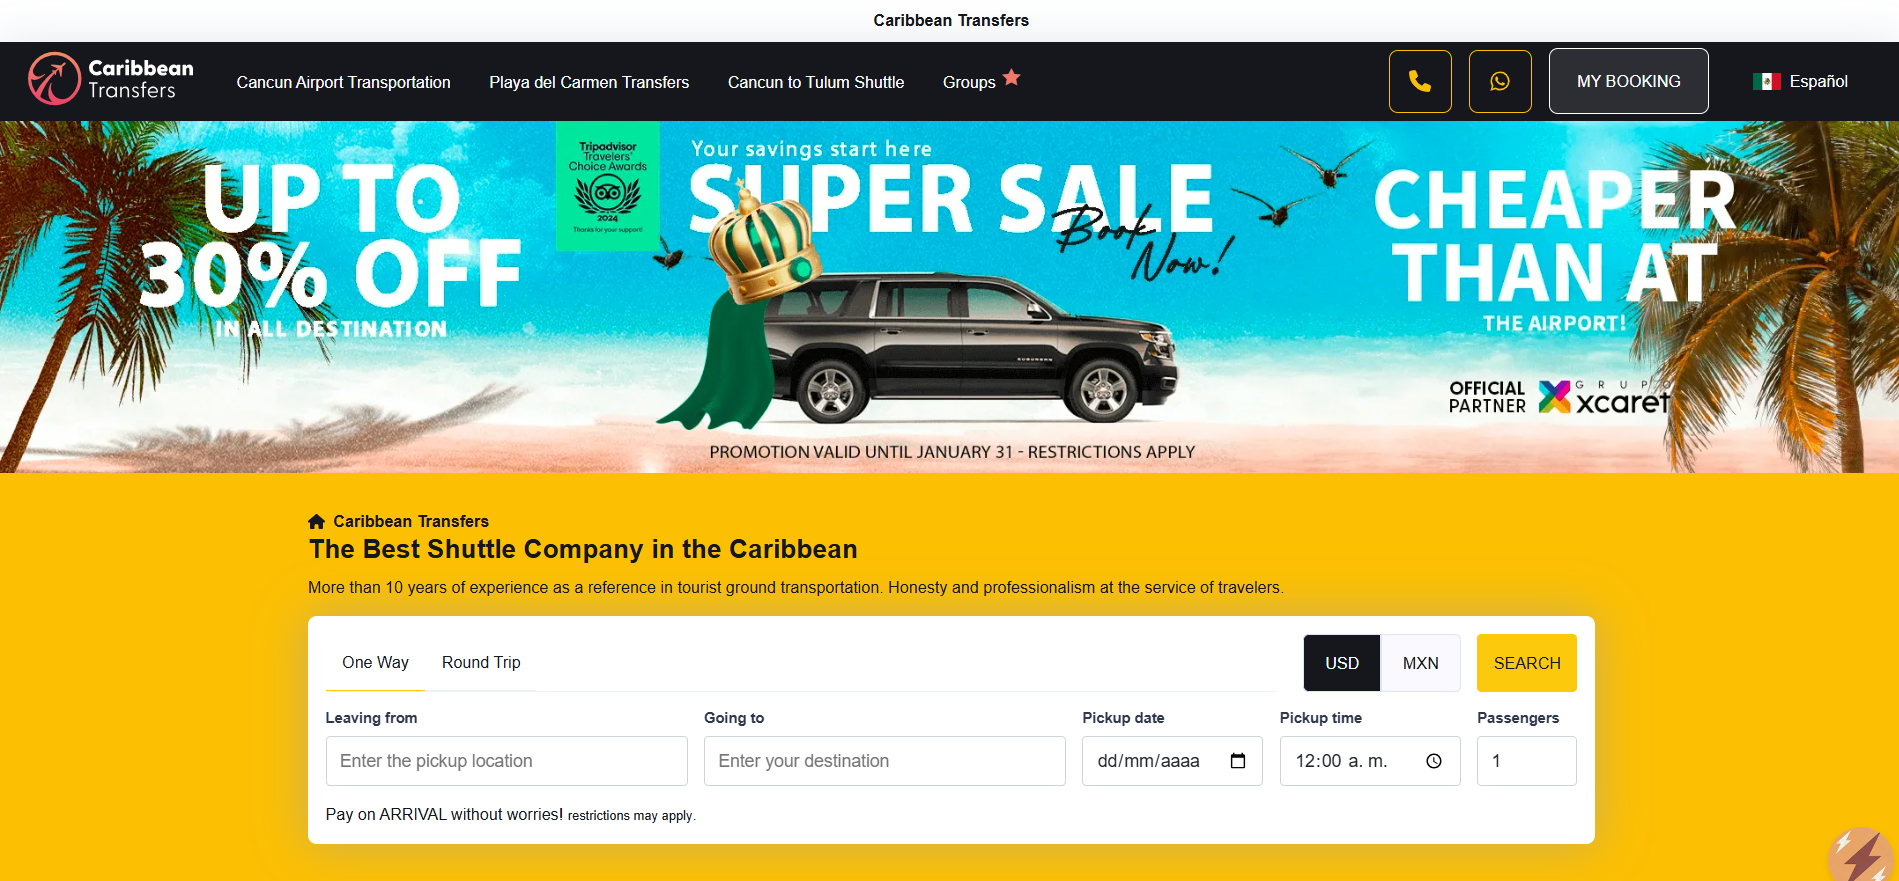 Caribbean Transfers
Caribbean
Transfers
Cancun Airport Transportation
Playa del Carmen Transfers
Cancun to Tulum Shuttle
Groups
MY BOOKING
Español
UP TO
30% OFF
IN ALL DESTINATION
Tripadvisor
Travelers'
Choice Awards
2024
Thanks for your support!
Your savings start here
SUPER SALE
Book
Now!
SUBURBAN
CHEAPER
THAN AT
THE AIRPORT!
OFFICIAL
PARTNER
GRUPO
xcaret
PROMOTION VALID UNTIL JANUARY 31 - RESTRICTIONS APPLY
Caribbean Transfers
The Best Shuttle Company in the Caribbean
More than 10 years of experience as a reference in tourist ground transportation. Honesty and professionalism at the service of travelers.
One Way
Round Trip
USD
MXN
SEARCH
Leaving from
Going to
Pickup date
Pickup time
Passengers
Enter the pickup location
Enter your destination
dd/mm/aaaa
12:00 a. m.
1
Pay on ARRIVAL without worries! restrictions may apply.